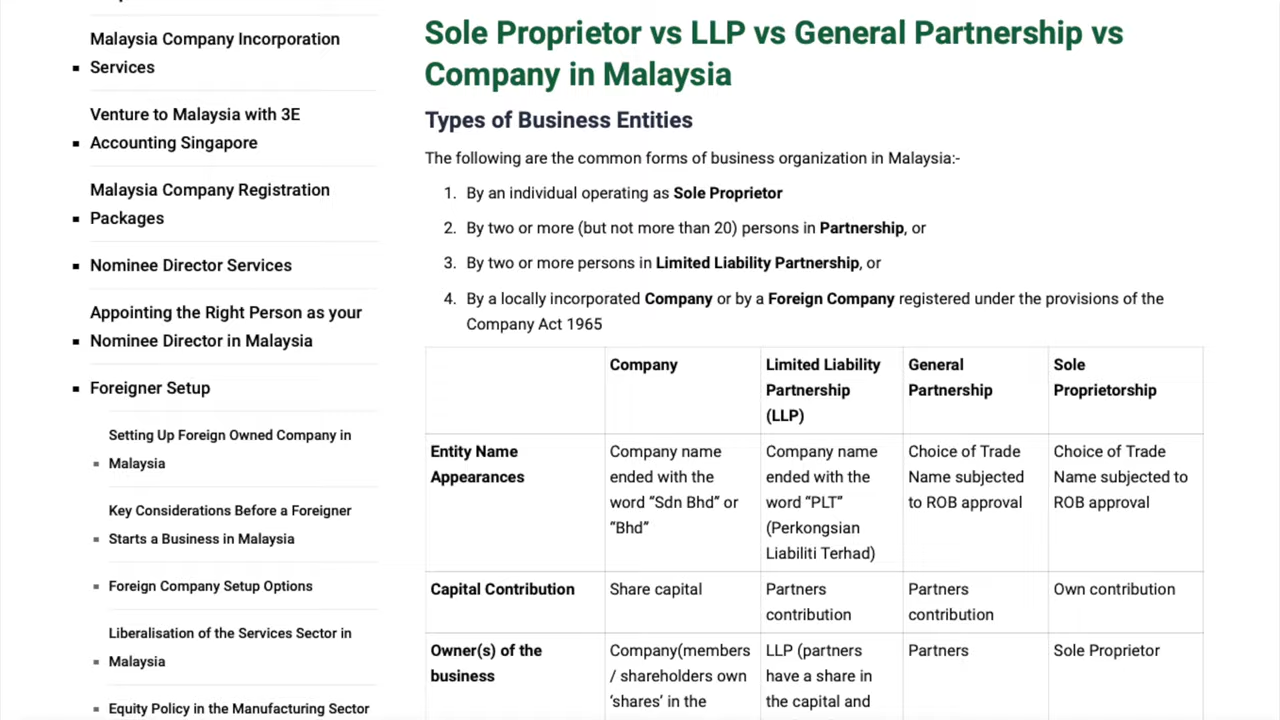 Malaysia Company Incorporation
Services
Venture to Malaysia with 3E
Accounting Singapore
Malaysia Company Registration
Packages
Nominee Director Services
Appointing the Right Person as your
Nominee Director in Malaysia
Foreigner Setup
Setting Up Foreign Owned Company in
Malaysia
Key Considerations Before a Foreigner
Starts a Business in Malaysia
Foreign Company Setup Options
Liberalisation of the Services Sector in
Malaysia
Equity Policy in the Manufacturing Sector
Sole Proprietor vs LLP vs General Partnership vs
Company in Malaysia
Types of Business Entities
The following are the common forms of business organization in Malaysia:-
1. By an individual operating as Sole Proprietor
2. By two or more (but not more than 20) persons in Partnership, or
3. By two or more persons in Limited Liability Partnership, or
4. By a locally incorporated Company or by a Foreign Company registered under the provisions of the
Company Act 1965
Company
Limited Liability
Partnership
(LLP)
General
Partnership
Sole
Proprietorship
Entity Name
Appearances
Company name
ended with the
word “Sdn Bhd” or
“Bhd”
Company name
ended with the
word “PLT”
(Perkongsian
Liabiliti Terhad)
Choice of Trade
Name subjected
to ROB approval
Choice of Trade
Name subjected to
ROB approval
Capital Contribution
Share capital
Partners
contribution
Partners
contribution
Own contribution
Owner(s) of the
business
Company(members
/ shareholders own
‘shares’ in the
LLP (partners
have a share in
the capital and
Partners
Sole Proprietor